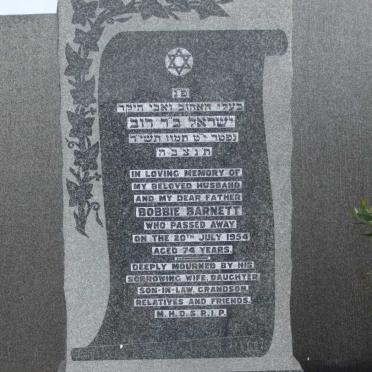 פ״נ
בעלי האהוב ואבי היקר
ישראל ב״ר דוב
נפטר י״ט תמוז תשי״ד
ת׳נ׳צ׳ב׳ה׳
IN LOVING MEMORY OF
MY BELOVED HUSBAND
AND MY DEAR FATHER
BOBBIE BARNETT
WHO PASSED AWAY
ON THE 20TH JULY 1954
AGED 74 YEARS.
DEEPLY MOURNED BY HIS
SORROWING WIFE, DAUGHTER
SON-IN-LAW, GRANDSON,
RELATIVES AND FRIENDS.
M.H.D.S.R.I.P.